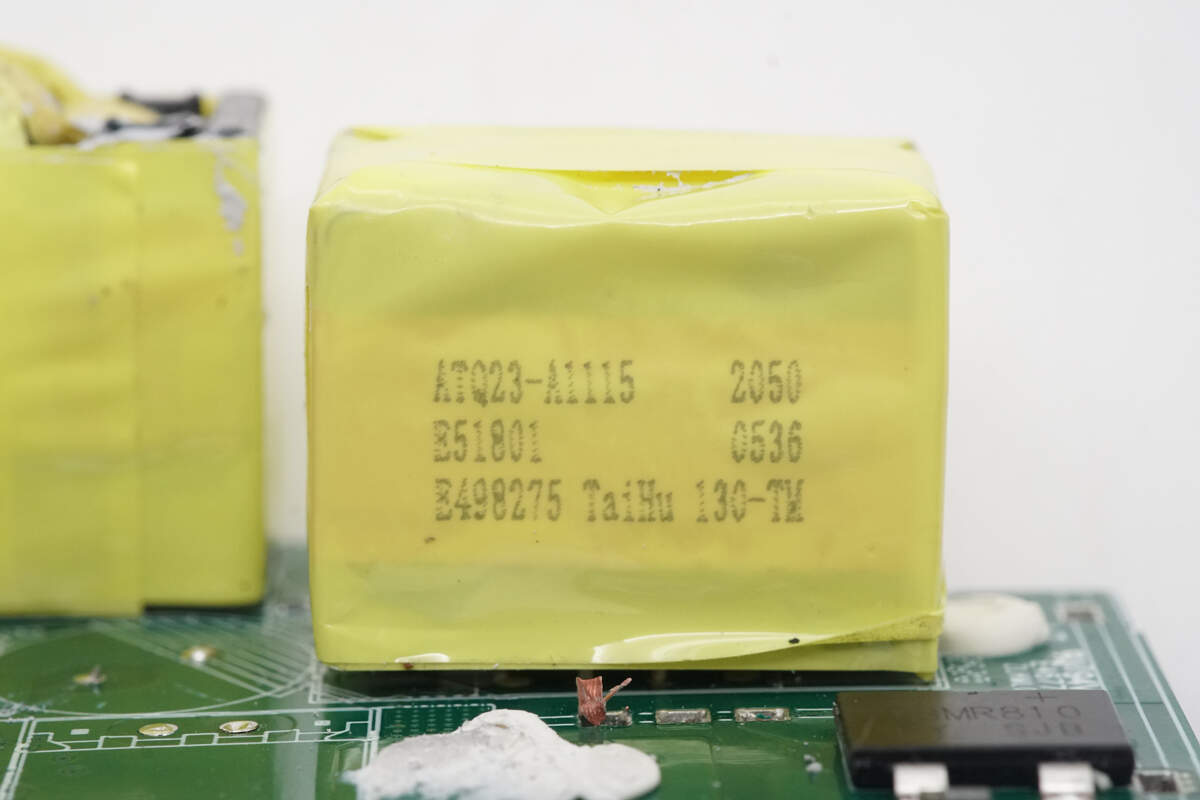 ATQ23-A1115 2050
E51801 0536
E498275 TaiHu 130-TM
MR810
SJB